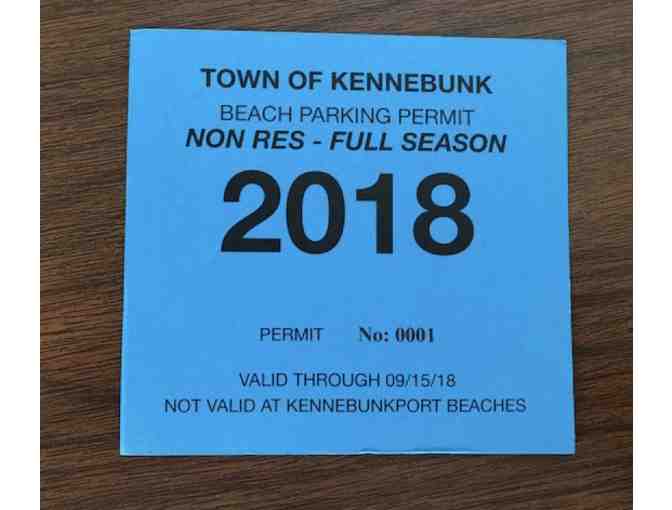 TOWN OF KENNEBUNK
BEACH PARKING PERMIT
NON RES - FULL SEASON
2018
PERMIT No: 0001
VALID THROUGH 09/15/18
NOT VALID AT KENNEBUNKPORT BEACHES